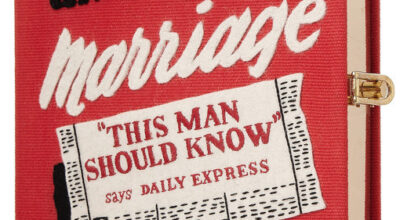 Marriage
"THIS MAN
SHOULD KNOW"
says DAILY EXPRESS